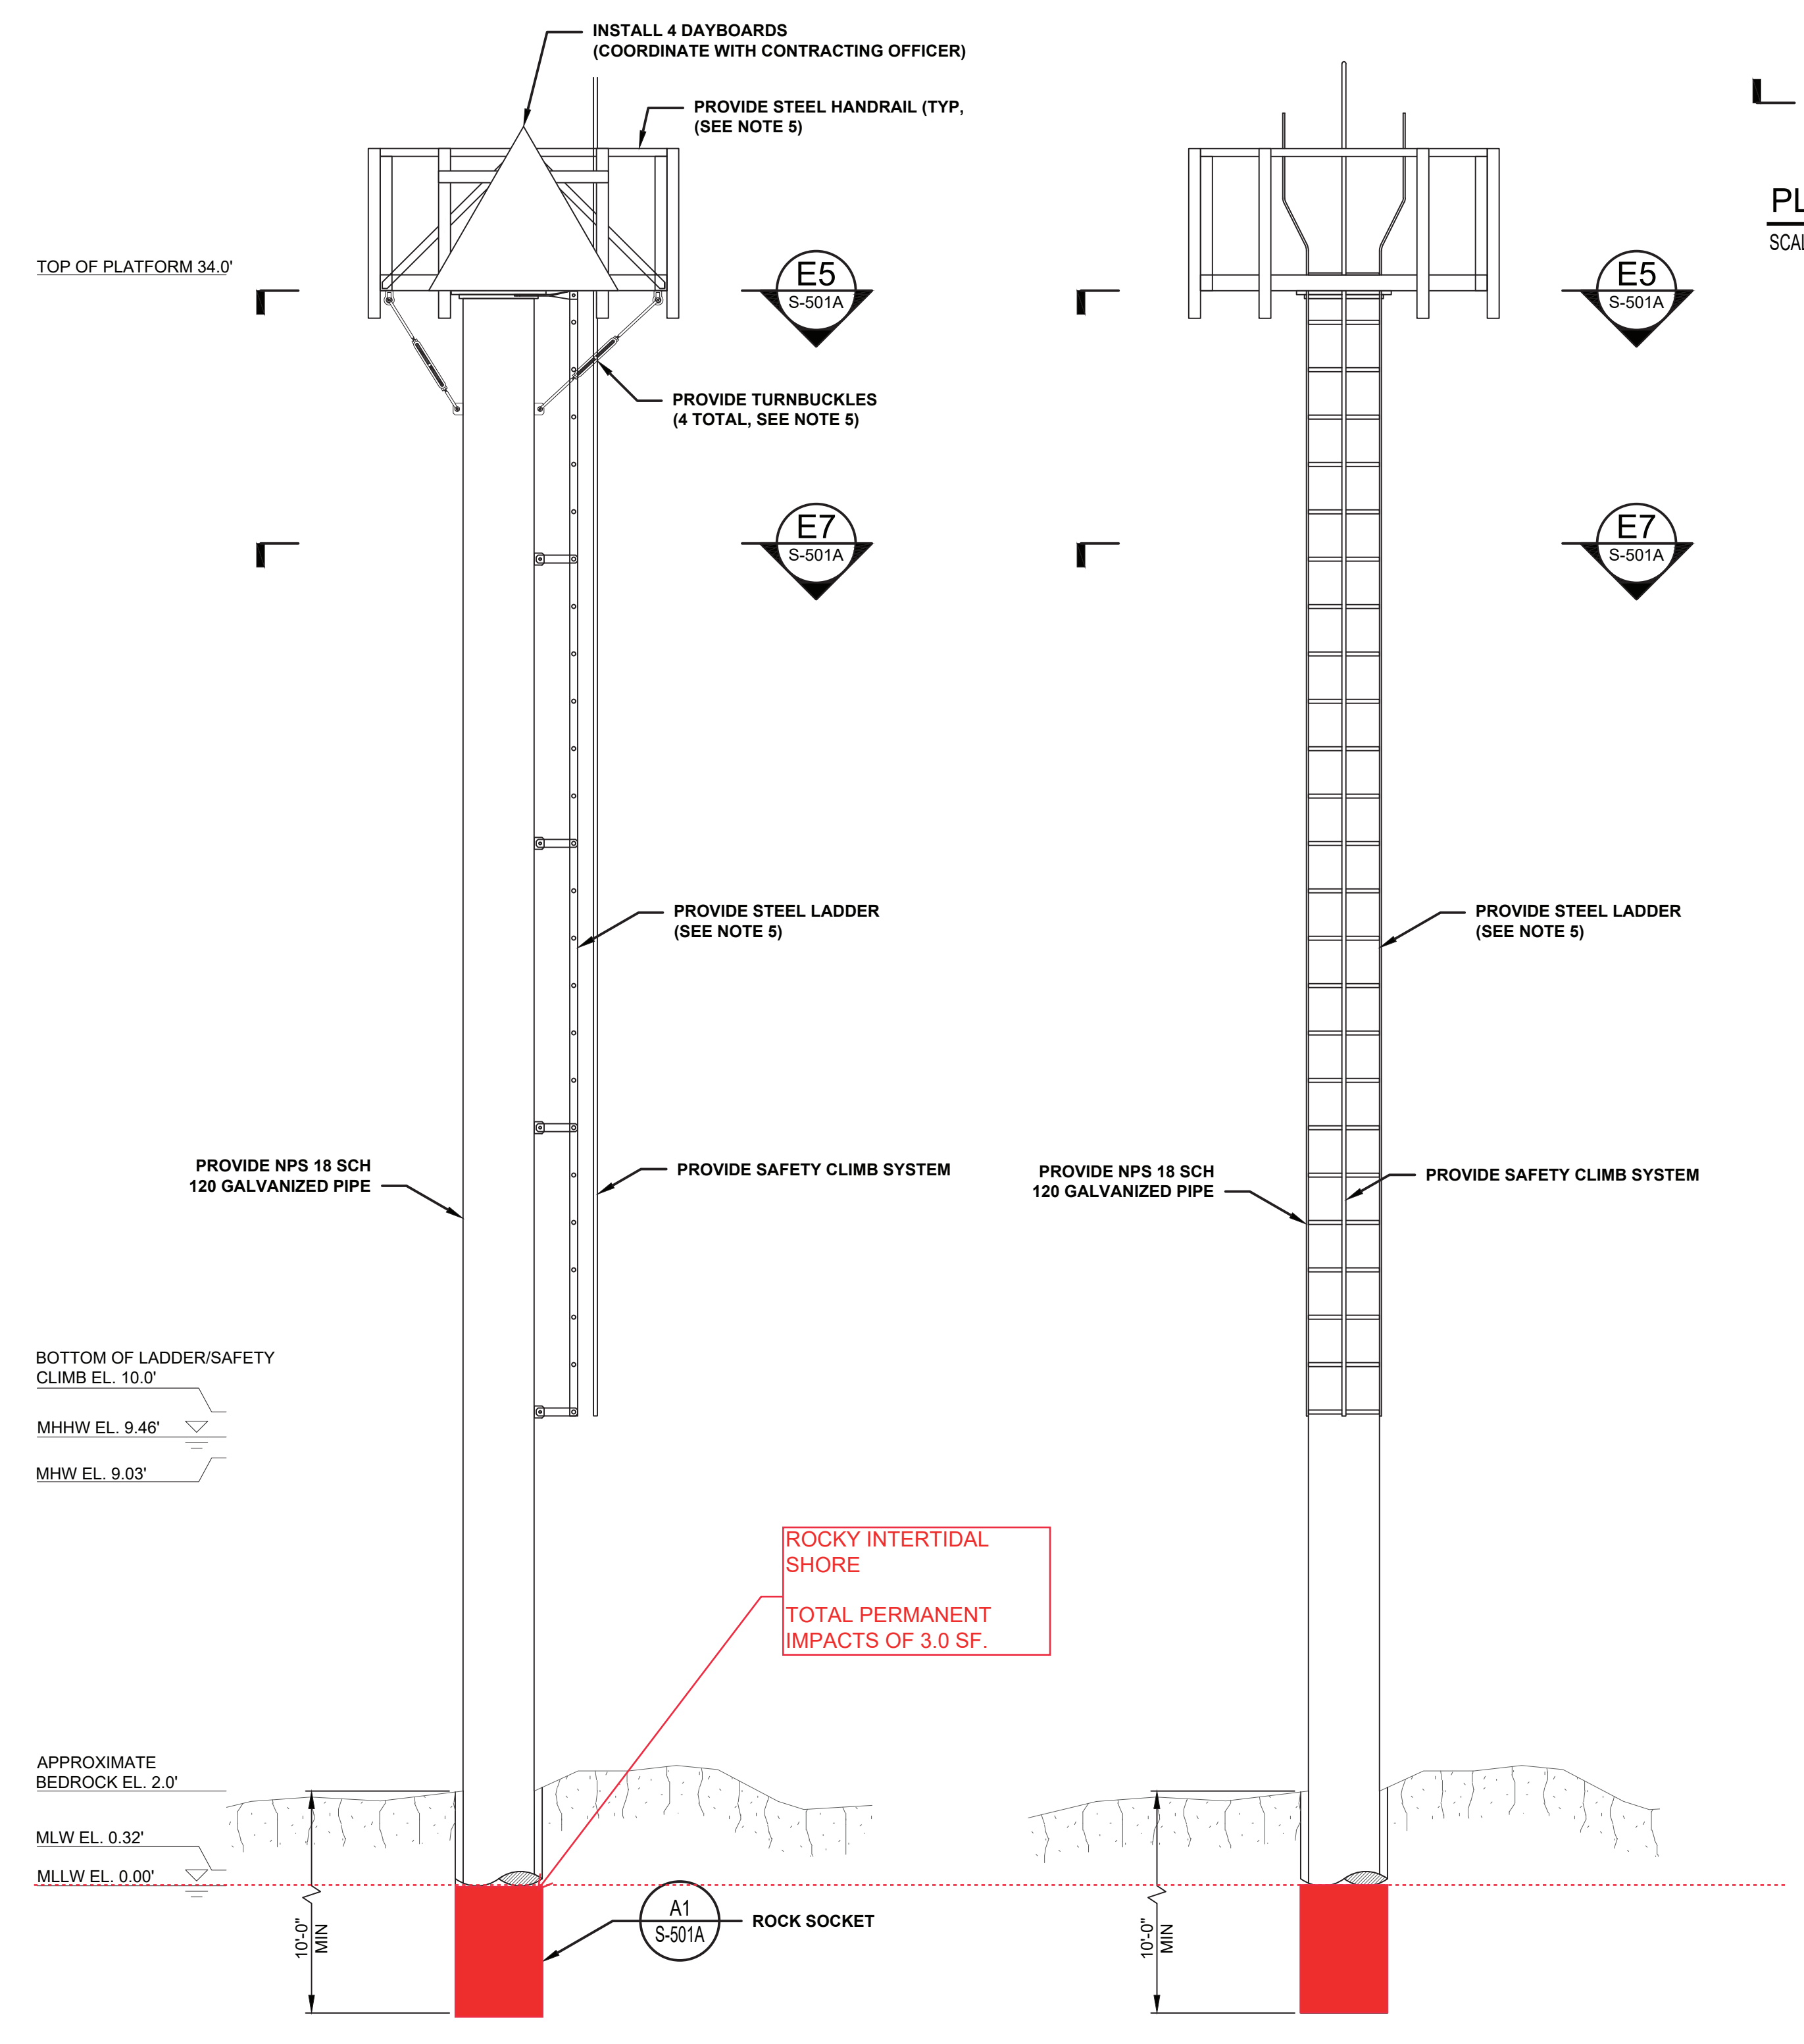 INSTALL 4 DAYBOARDS
(COORDINATE WITH CONTRACTING OFFICER)
PROVIDE STEEL HANDRAIL (TYP,
(SEE NOTE 5)
PL
SCAL
TOP OF PLATFORM 34.0'
E5
S-501A
E5
S-501A
PROVIDE TURNBUCKLES
(4 TOTAL, SEE NOTE 5)
E7
S-501A
E7
S-501A
PROVIDE STEEL LADDER
(SEE NOTE 5)
PROVIDE STEEL LADDER
(SEE NOTE 5)
PROVIDE NPS 18 SCH
120 GALVANIZED PIPE
PROVIDE SAFETY CLIMB SYSTEM
PROVIDE NPS 18 SCH
120 GALVANIZED PIPE
PROVIDE SAFETY CLIMB SYSTEM
BOTTOM OF LADDER/SAFETY
CLIMB EL. 10.0'
MHHW EL. 9.46'
MHW EL. 9.03'
ROCKY INTERTIDAL
SHORE
TOTAL PERMANENT
IMPACTS OF 3.0 SF.
APPROXIMATE
BEDROCK EL. 2.0'
MLW EL. 0.32'
MLLW EL. 0.00'
10'-0"
MIN
A1
S-501A
ROCK SOCKET
10'-0"
MIN